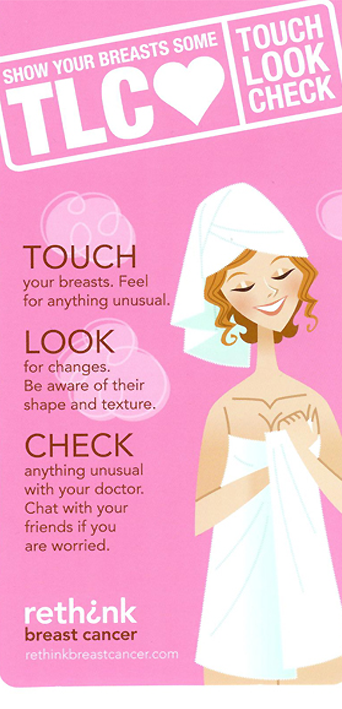 SHOW YOUR BREASTS SOME
TLC
TOUCH
LOOK
CHECK
TOUCH
your breasts. Feel
for anything unusual.
LOOK
for changes.
Be aware of their
shape and texture.
CHECK
anything unusual
with your doctor.
Chat with your
friends if you
are worried.
rethink
breast cancer
rethinkbreastcancer.com